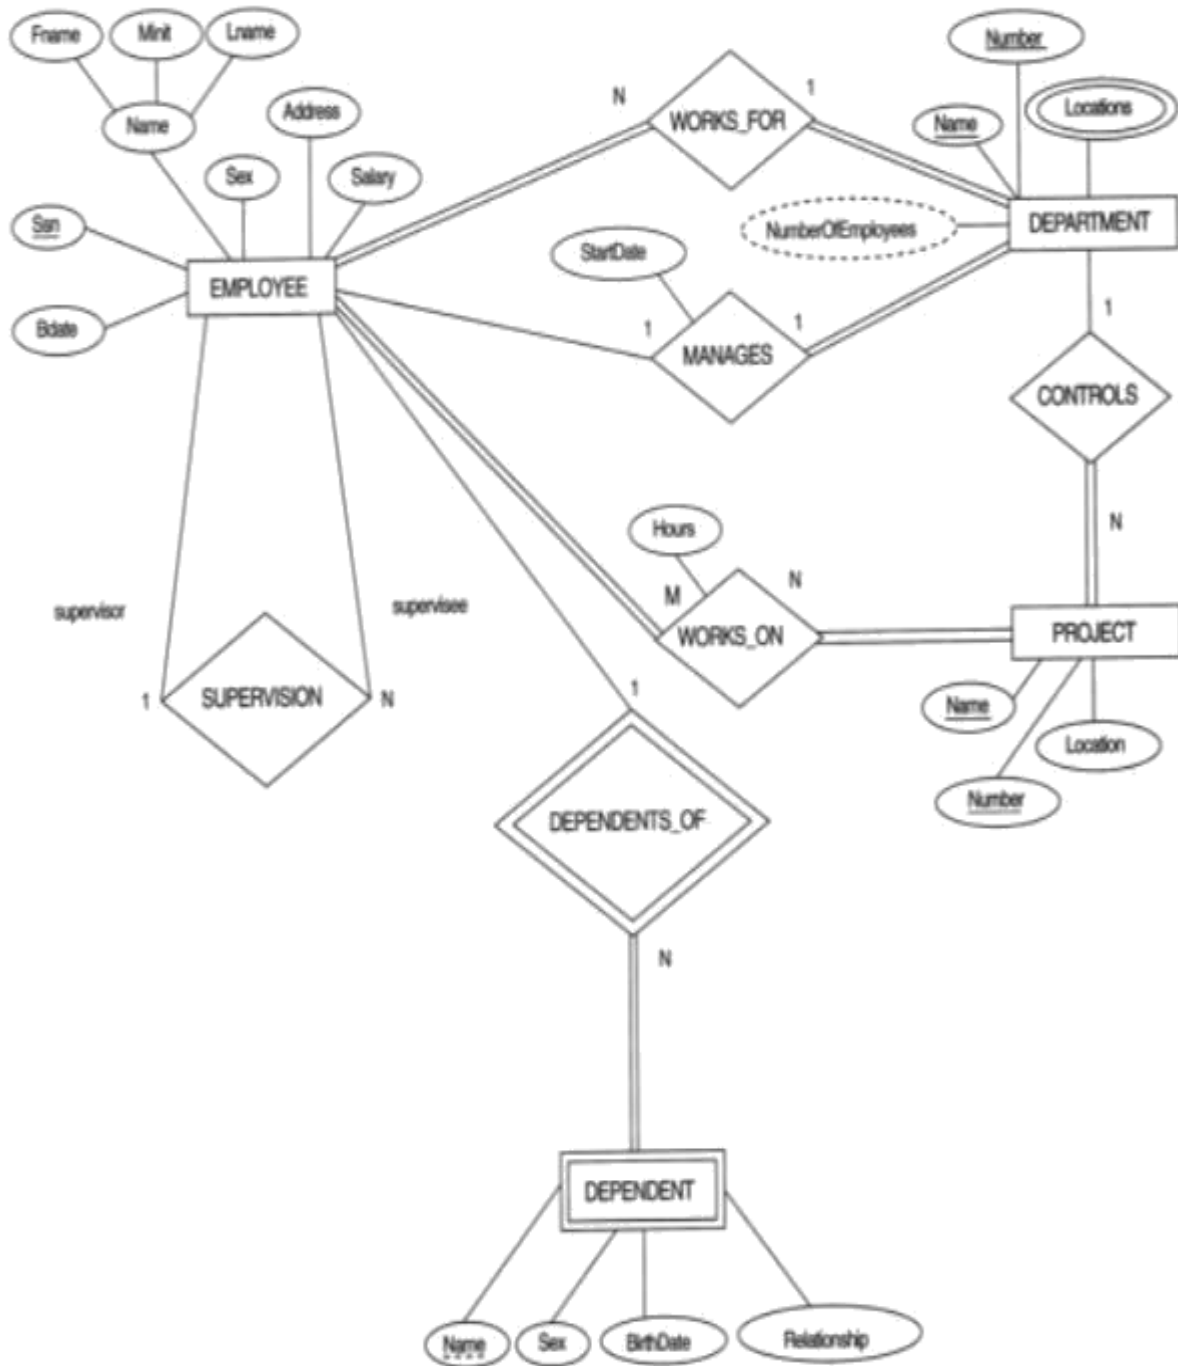 Fname
Minit
Lname
Number
Name
Address
N
WORKS_FOR
1
Name
Locations
Sex
Salary
Ssn
NumberOfEmployees
DEPARTMENT
StartDate
EMPLOYEE
Bdate
1
MANAGES
1
1
CONTROLS
Hours
N
M
N
supervisor
supervisee
WORKS_ON
PROJECT
1
SUPERVISION
N
1
Name
Location
Number
DEPENDENTS_OF
N
DEPENDENT
Name
Sex
BirthDate
Relationship